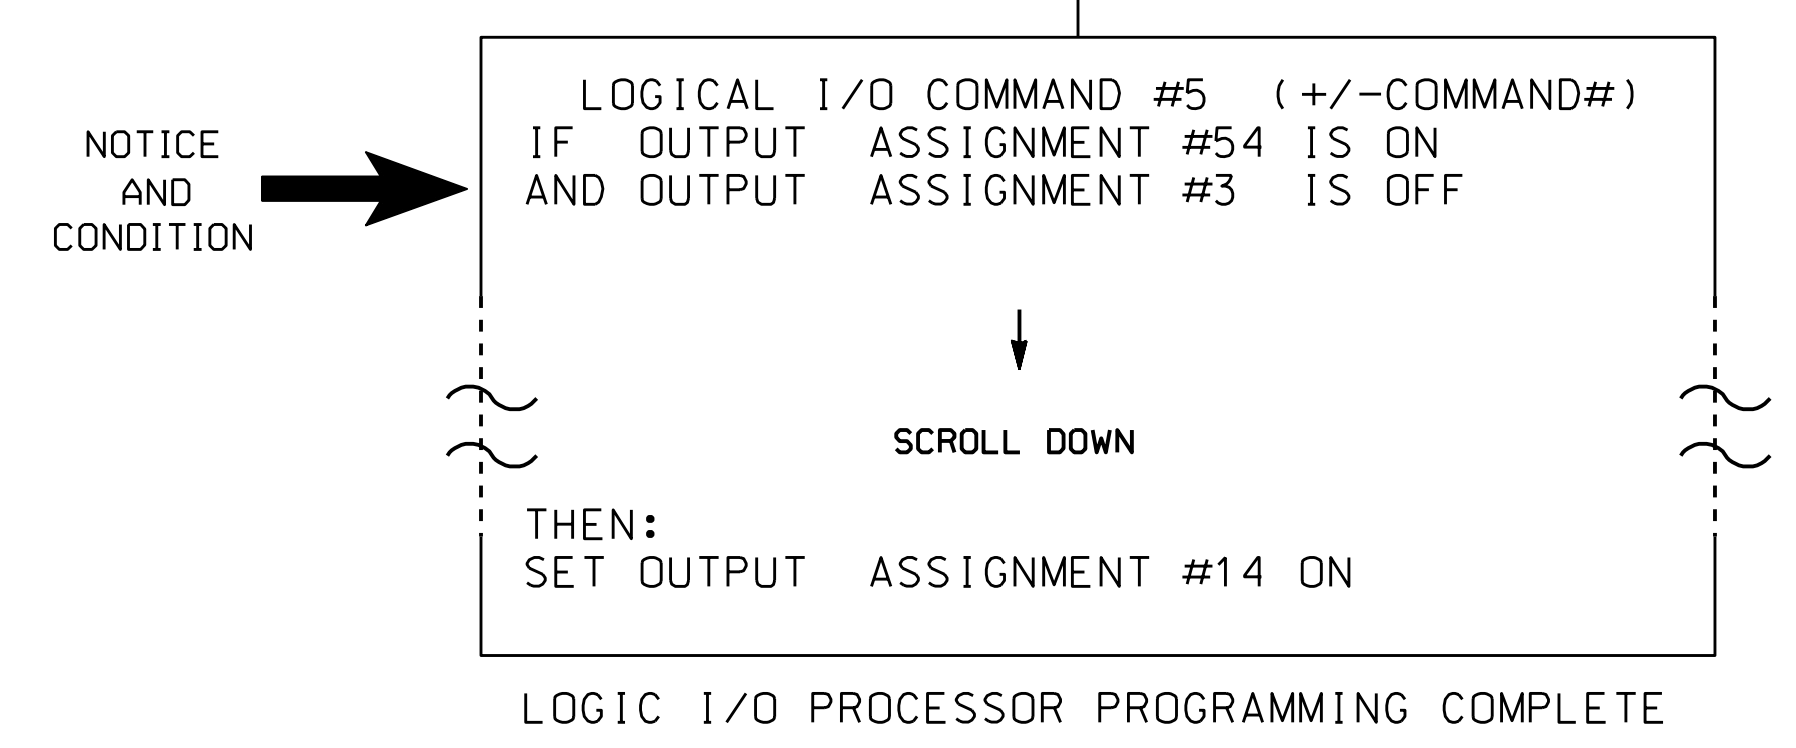 LOGICAL I/O COMMAND #5 (+/-COMMAND#)
IF OUTPUT ASSIGNMENT #54 IS ON
AND OUTPUT ASSIGNMENT #3 IS OFF
NOTICE
AND
CONDITION
SCROLL DOWN
THEN:
SET OUTPUT ASSIGNMENT #14 ON
LOGIC I/O PROCESSOR PROGRAMMING COMPLETE